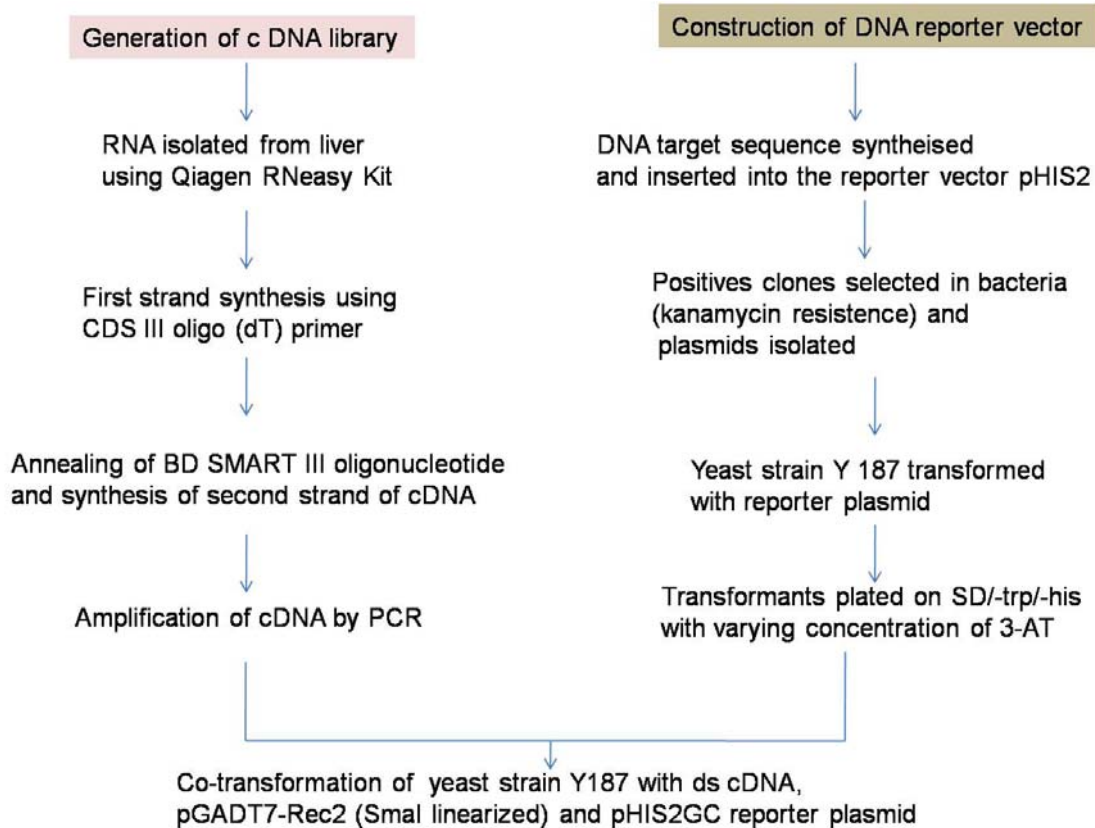 Generation of c DNA library
RNA isolated from liver
using Qiagen RNeasy Kit
First strand synthesis using
CDS III oligo (dT) primer
Annealing of BD SMART III oligonucleotide
and synthesis of second strand of cDNA
Amplification of cDNA by PCR
Construction of DNA reporter vector
DNA target sequence syntheised
and inserted into the reporter vector pHIS2
Positives clones selected in bacteria
(kanamycin resistence) and
plasmids isolated
Yeast strain Y 187 transformed
with reporter plasmid
Transformants plated on SD/-trp/-his
with varying concentration of 3-AT
Co-transformation of yeast strain Y187 with ds cDNA,
pGADT7-Rec2 (SmaI linearized) and pHIS2GC reporter plasmid